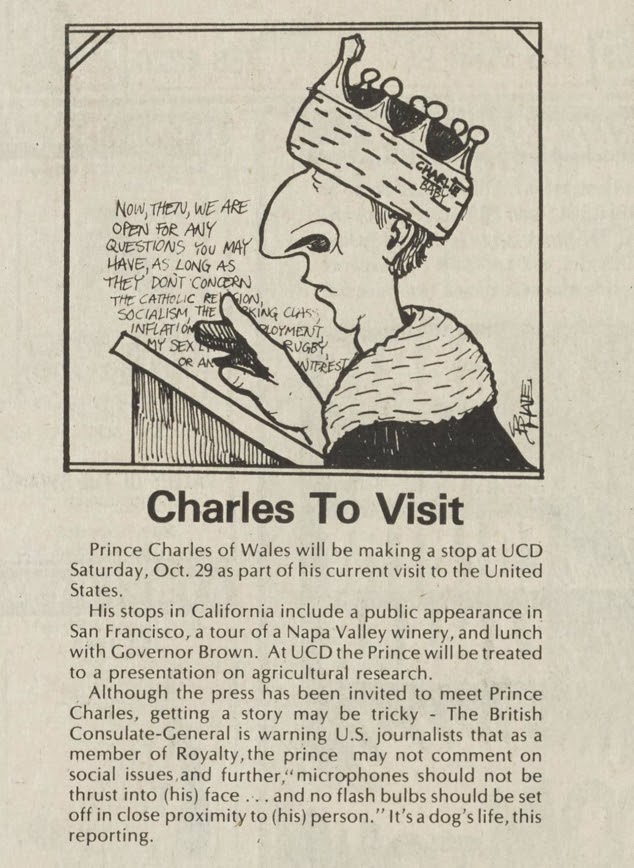 CHARLIE
BABY
NOW, THEN, WE ARE
OPEN FOR ANY
QUESTIONS YOU MAY
HAVE, AS LONG AS
THEY DON'T CONCERN
THE CATHOLIC RE ION,
SOCIALISM, THE KING CLASS,
INFLATION PLOYMENT,
MY SEX L RUGBY,
OR AN INTEREST
Charles To Visit
Prince Charles of Wales will be making a stop at UCD
Saturday, Oct. 29 as part of his current visit to the United
States.
His stops in California include a public appearance in
San Francisco, a tour of a Napa Valley winery, and lunch
with Governor Brown. At UCD the Prince will be treated
to a presentation on agricultural research.
Although the press has been invited to meet Prince
Charles, getting a story may be tricky - The British
Consulate-General is warning U.S. journalists that as a
member of Royalty, the prince may not comment on
social issues, and further, "microphones should not be
thrust into (his) face ... and no flash bulbs should be set
off in close proximity to (his) person." It's a dog's life, this
reporting.